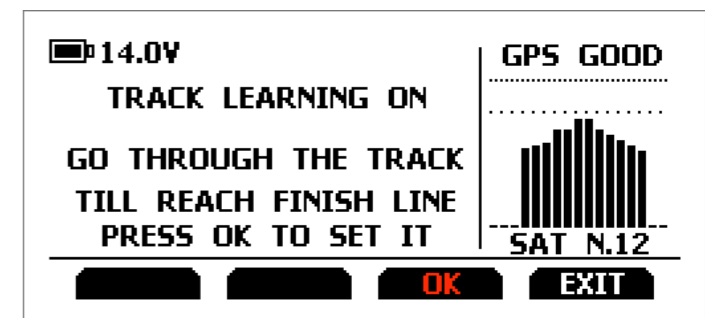 14.0V
TRACK LEARNING ON
GO THROUGH THE TRACK
TILL REACH FINISH LINE
PRESS OK TO SET IT
GPS GOOD
SAT N.12
OK
EXIT